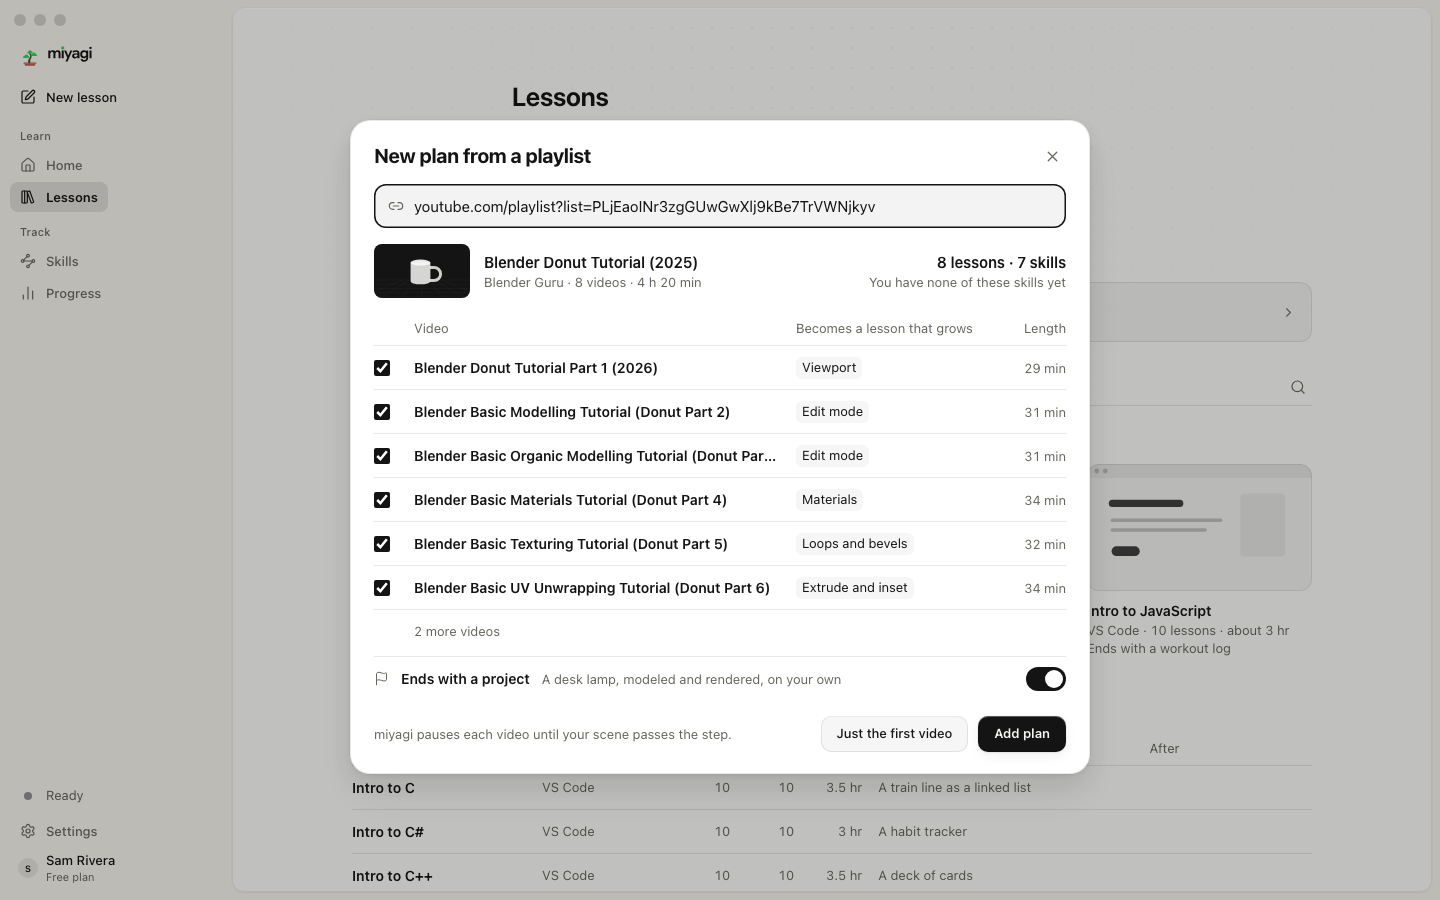 miyagi
New lesson
Learn
Home
Lessons
Track
Skills
Progress
Ready
Settings
S
Sam Rivera
Free plan
Lessons
New plan from a playlist
youtube.com/playlist?list=PLjEaolNr3zgGUwGwXlj9kBe7TrVWNjkyv
Blender Donut Tutorial (2025)
Blender Guru · 8 videos · 4 h 20 min
8 lessons · 7 skills
You have none of these skills yet
Video Becomes a lesson that grows Length
Blender Donut Tutorial Part 1 (2026) Viewport 29 min
Blender Basic Modelling Tutorial (Donut Part 2) Edit mode 31 min
Blender Basic Organic Modelling Tutorial (Donut Par... Edit mode 31 min
Blender Basic Materials Tutorial (Donut Part 4) Materials 34 min
Blender Basic Texturing Tutorial (Donut Part 5) Loops and bevels 32 min
Blender Basic UV Unwrapping Tutorial (Donut Part 6) Extrude and inset 34 min
2 more videos
Ends with a project A desk lamp, modeled and rendered, on your own
miyagi pauses each video until your scene passes the step. Just the first video Add plan
ntro to JavaScript
VS Code · 10 lessons · about 3 hr
Ends with a workout log
After
Intro to C VS Code 10 10 3.5 hr A train line as a linked list
Intro to C# VS Code 10 10 3 hr A habit tracker
Intro to C++ VS Code 10 10 3.5 hr A deck of cards